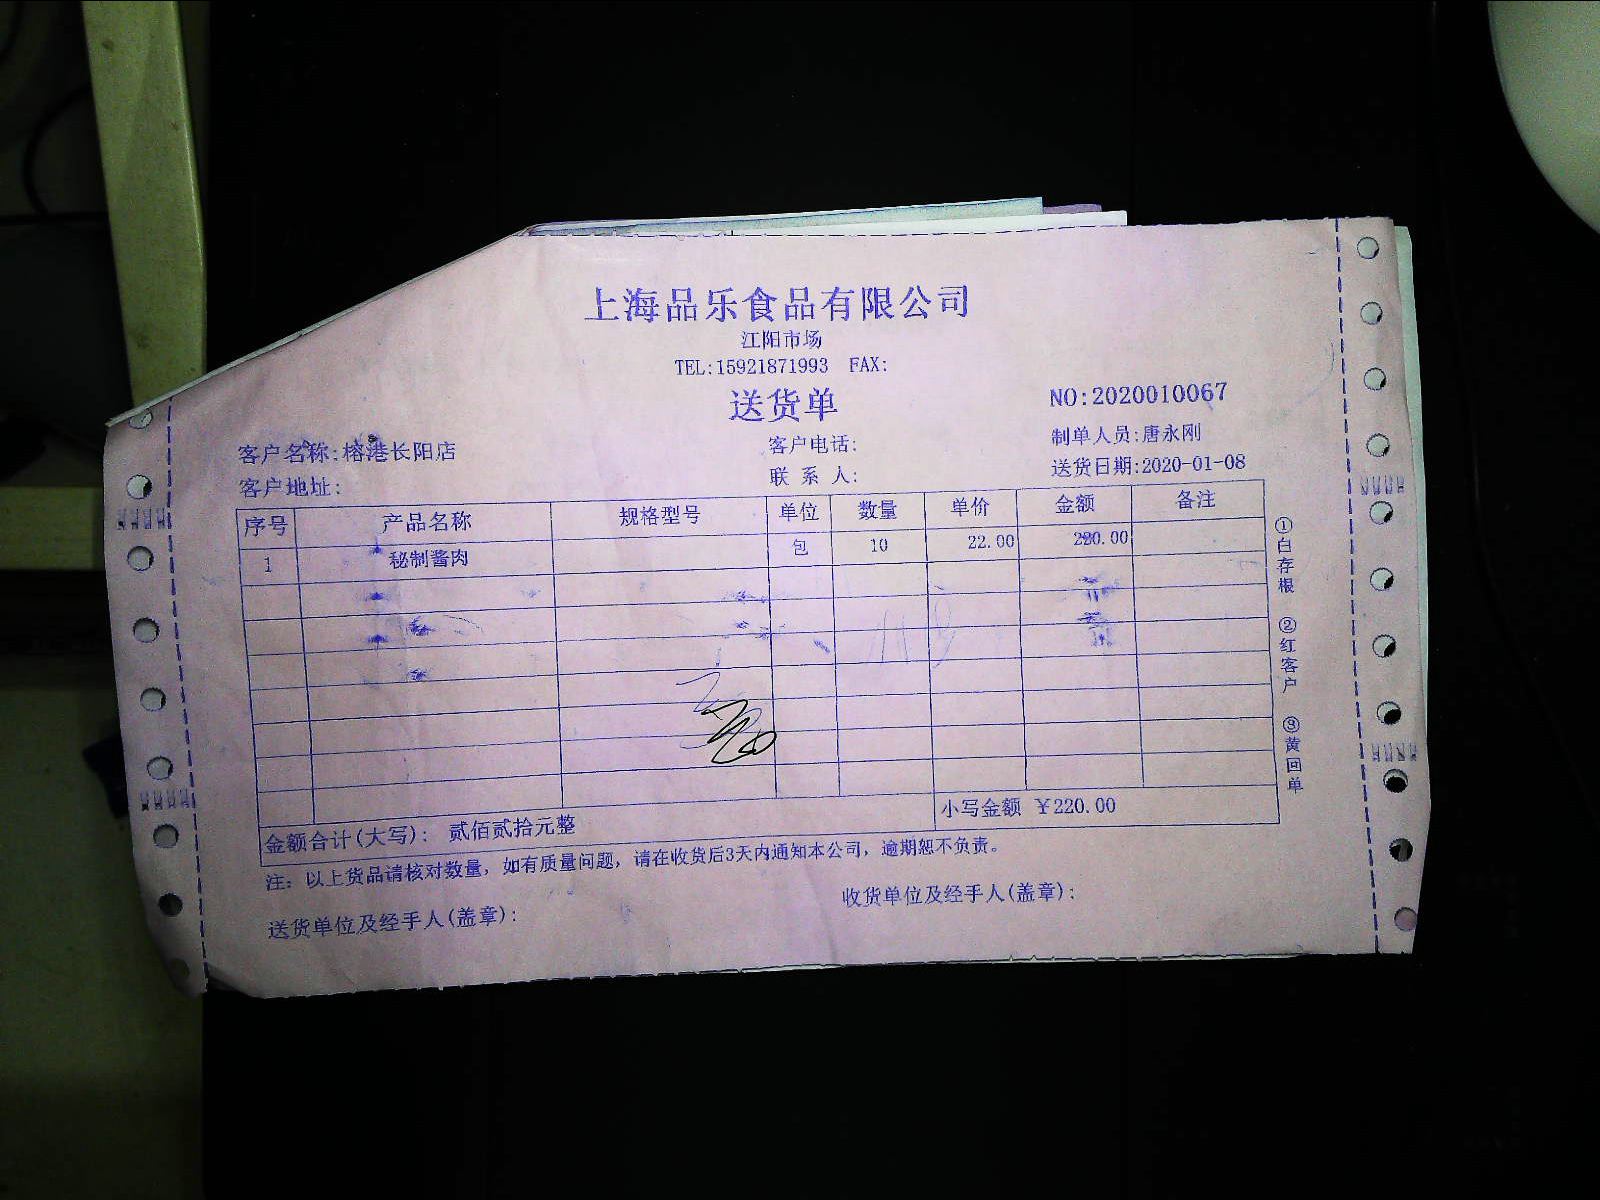 上海品乐食品有限公司
江阳市场
TEL:15921871993 FAX:
送货单
NO:2020010067
客户名称:榕港长阳店 客户电话: 制单人员:唐永刚
客户地址: 联 系 人: 送货日期:2020-01-08
序号 产品名称 规格型号 单位 数量 单价 金额 备注
1 秘制酱肉 包 10 22.00 220.00
金额合计(大写): 贰佰贰拾元整 小写金额 ¥220.00
注: 以上货品请核对数量, 如有质量问题, 请在收货后3天内通知本公司, 逾期恕不负责。
送货单位及经手人(盖章): 收货单位及经手人(盖章):
①白存根 ②红客户 ③黄回单